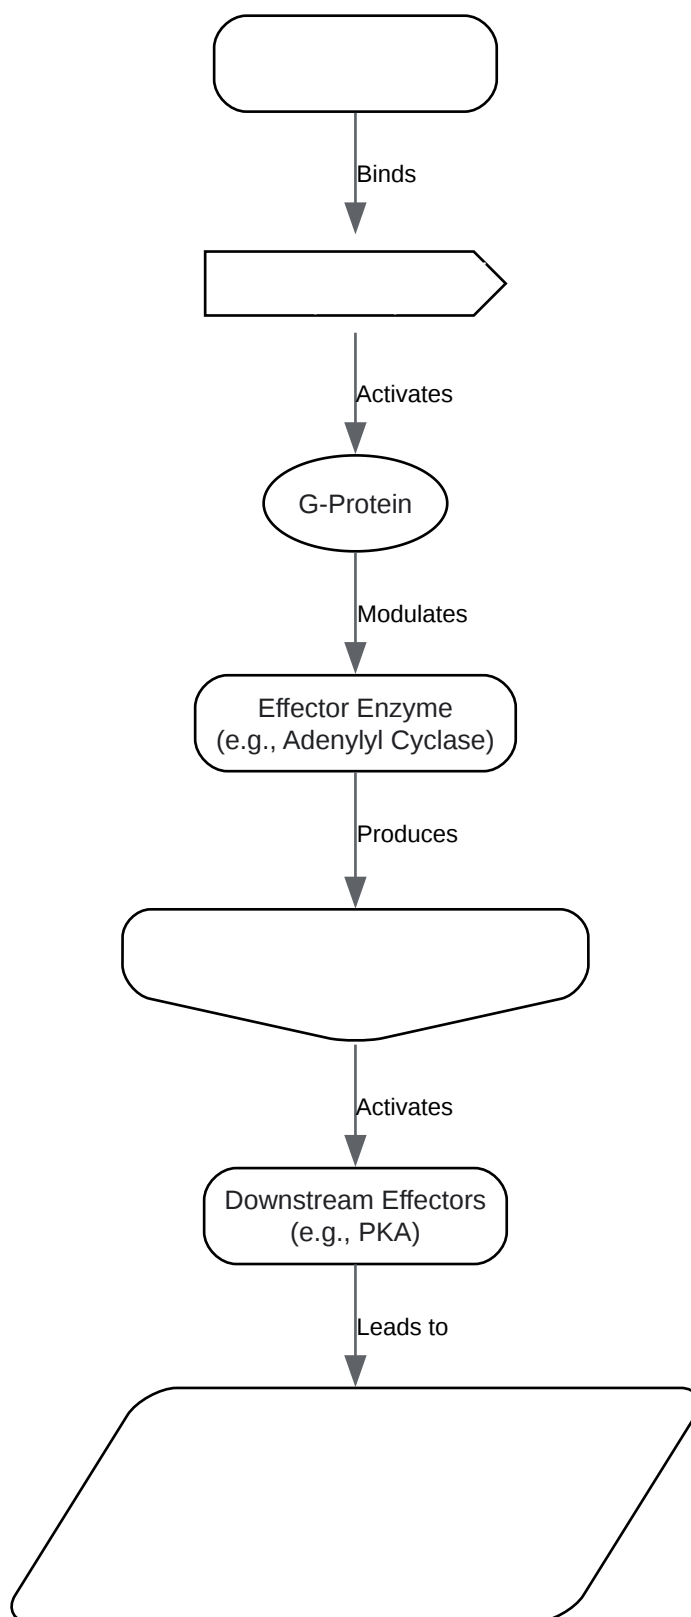 Binds
Activates
G-Protein
Modulates
Effector Enzyme
(e.g., Adenylyl Cyclase)
Produces
Activates
Downstream Effectors
(e.g., PKA)
Leads to